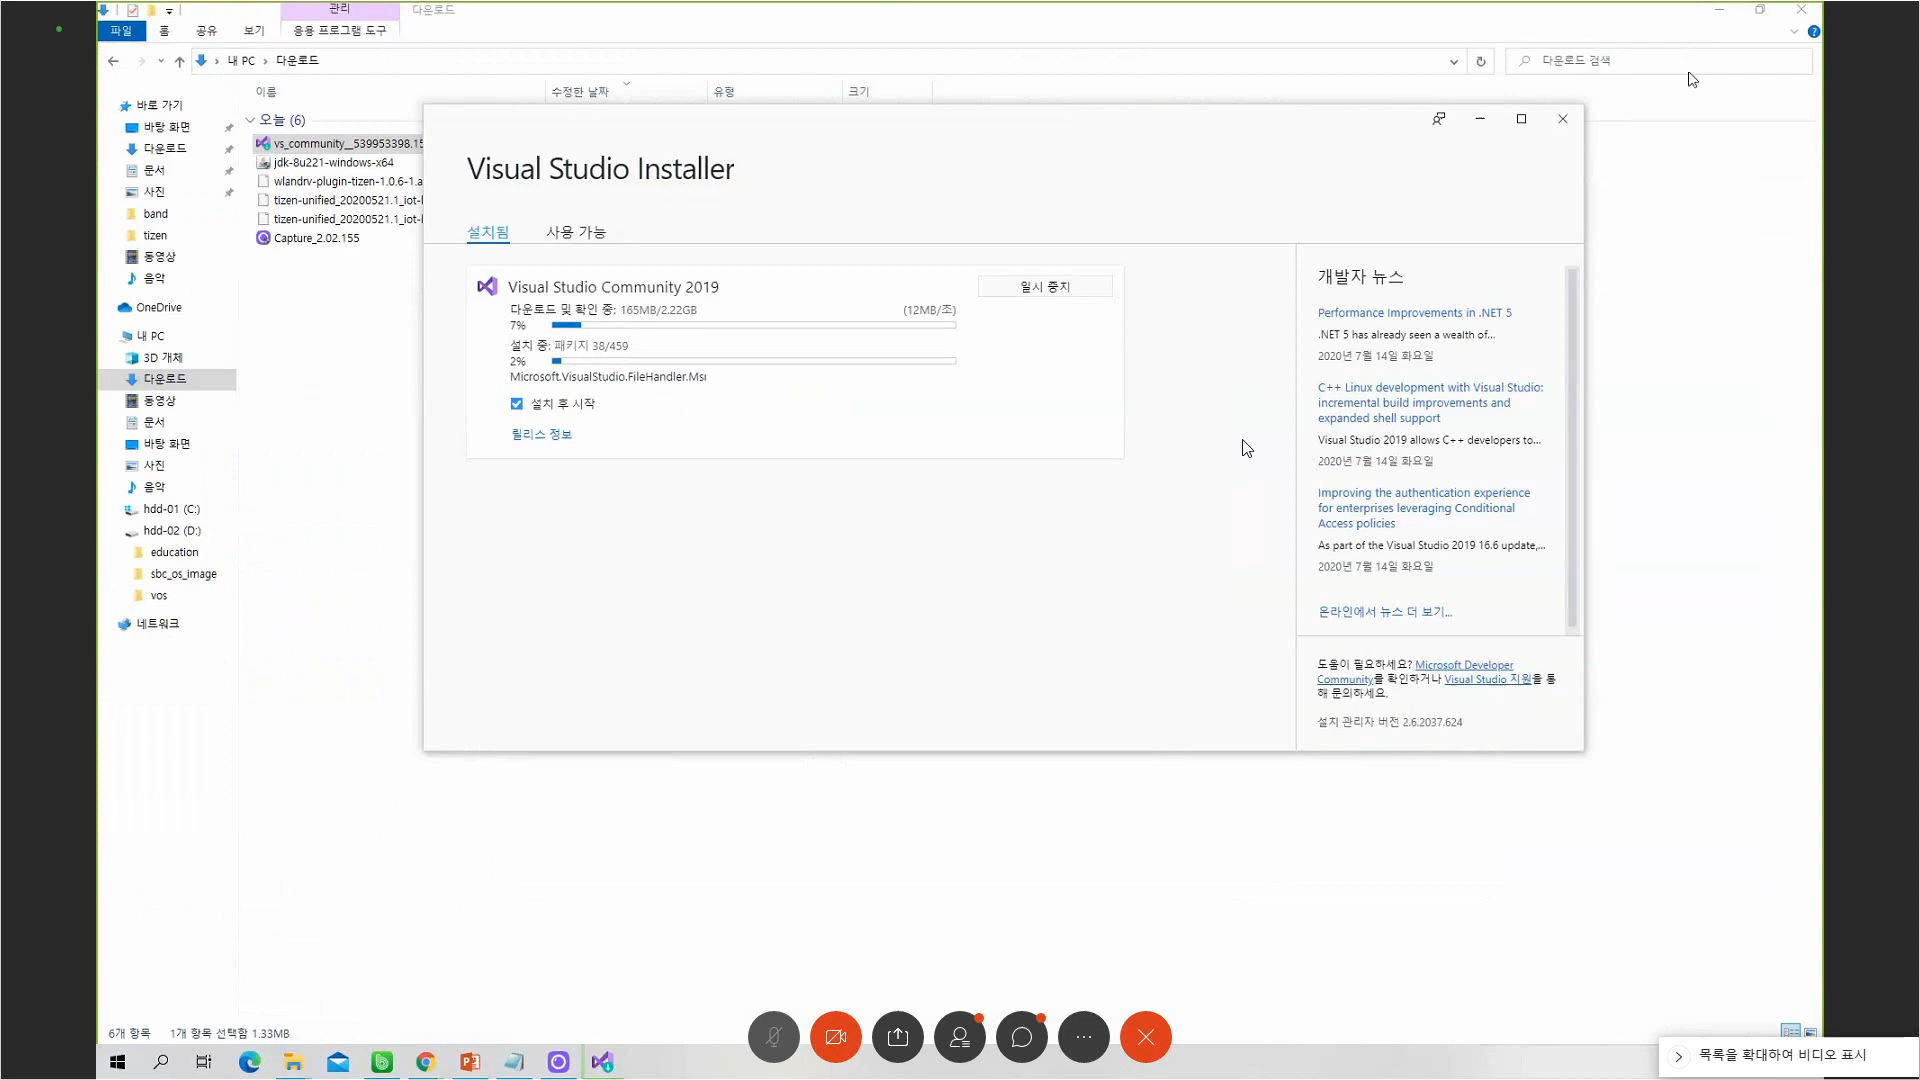 관리
다운로드
파일
홈
공유
보기
응용 프로그램 도구
내 PC
다운로드
다운로드 검색
이름
수정한 날짜
유형
크기
바로 가기
바탕 화면
다운로드
문서
사진
band
tizen
동영상
음악
OneDrive
내 PC
3D 개체
다운로드
동영상
문서
바탕 화면
사진
음악
hdd-01 (C:)
hdd-02 (D:)
education
sbc_os_image
vos
네트워크
오늘 (6)
vs_community__539953398.15
jdk-8u221-windows-x64
wlandrv-plugin-tizen-1.0.6-1.a
tizen-unified_20200521.1_iot-
tizen-unified_20200521.1_iot-
Capture_2.02.155
Visual Studio Installer
설치됨
사용 가능
Visual Studio Community 2019
일시 중지
다운로드 및 확인 중: 165MB/2.22GB
(12MB/초)
7%
설치 중: 패키지 38/459
2%
Microsoft.VisualStudio.FileHandler.Msi
설치 후 시작
릴리스 정보
개발자 뉴스
Performance Improvements in .NET 5
.NET 5 has already seen a wealth of...
2020년 7월 14일 화요일
C++ Linux development with Visual Studio:
incremental build improvements and
expanded shell support
Visual Studio 2019 allows C++ developers to...
2020년 7월 14일 화요일
Improving the authentication experience
for enterprises leveraging Conditional
Access policies
As part of the Visual Studio 2019 16.6 update,...
2020년 7월 14일 화요일
온라인에서 뉴스 더 보기...
도움이 필요하세요? Microsoft Developer
Community를 확인하거나 Visual Studio 지원을 통
해 문의하세요.
설치 관리자 버전 2.6.2037.624
6개 항목
1개 항목 선택함 1.33MB
목록을 확대하여 비디오 표시